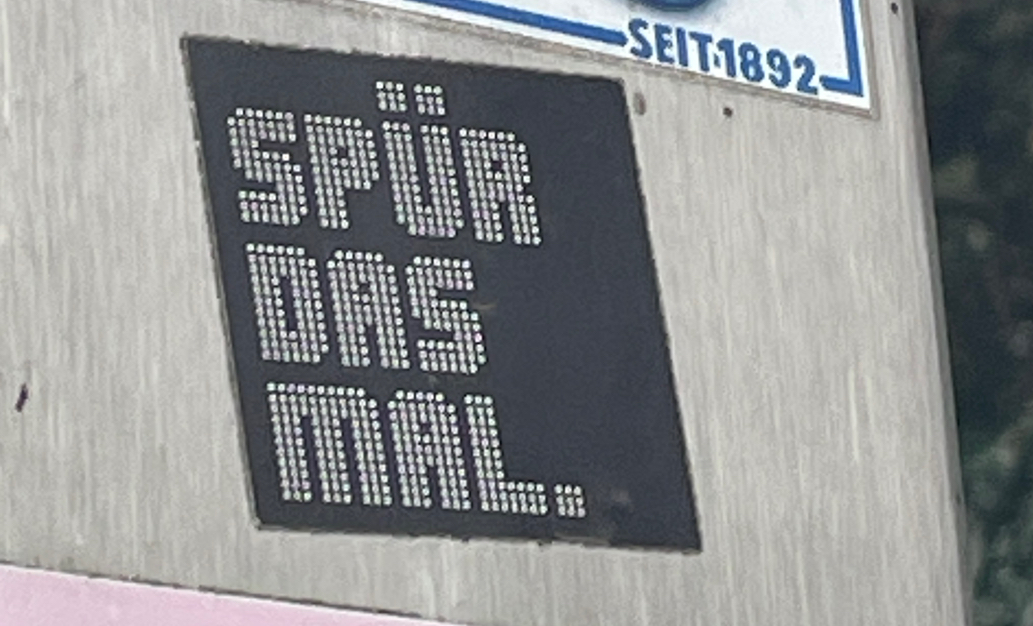 SEIT·1892
SPÜR
DAS
MAL.